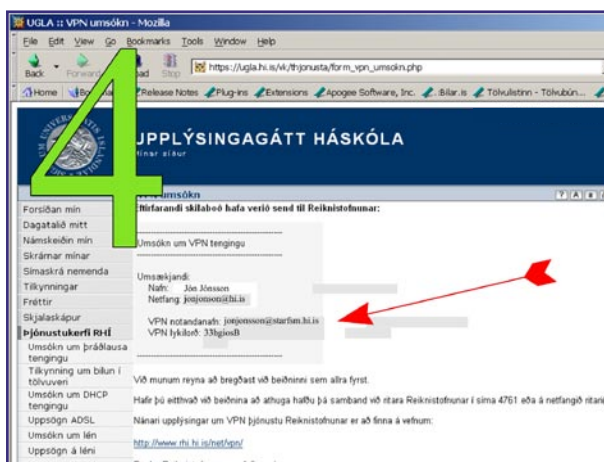 UGLA :: VPN umsókn - Mozilla
File Edit View Go Bookmarks Tools Window Help
Back Forward Stop https://ugla.hi.is/vk/thjonusta/form_vpn_umsokn.php
Home Release Notes Plug-ins Extensions Apogee Software, Inc. .:Bílar.is Tölvulistinn - Tölvubún...
4
UPPLÝSINGAGÁTT HÁSKÓLA
Mínar síður
VPN umsókn ? A
Forsíðan mín
Eftirfarandi skilaboð hafa verið send til Reiknistofnunar:
Dagatalið mitt
Námskeiðin mín
Skrárnar mínar
Símaskrá nemenda
Tilkynningar
Fréttir
Skjalaskápur
Þjónustukerfi RHÍ
Umsókn um þráðlausa
tengingu
Tilkynning um bilun í
tölvuveri
Umsókn um DHCP
tengingu
Uppsögn ADSL
Umsókn um lén
Uppsögn á léni
Umsókn um VPN tengingu
Umsækjandi:
Nafn: Jón Jónsson
Netfang: jonjonson@hi.is
VPN notandanafn: jonjonsson@starfsm.hi.is
VPN lykilorð: 33hgiosB
Við munum reyna að bregðast við beiðninni sem allra fyrst.
Hafir þú eitthvað við beiðnina að athuga hafðu þá samband við ritara Reiknistofnunar í síma 4761 eða á netfangið
Nánari upplýsingar um VPN þjónustu Reiknistofnunar er að finna á vefnum:
http://www.rhi.hi.is/net/vpn/